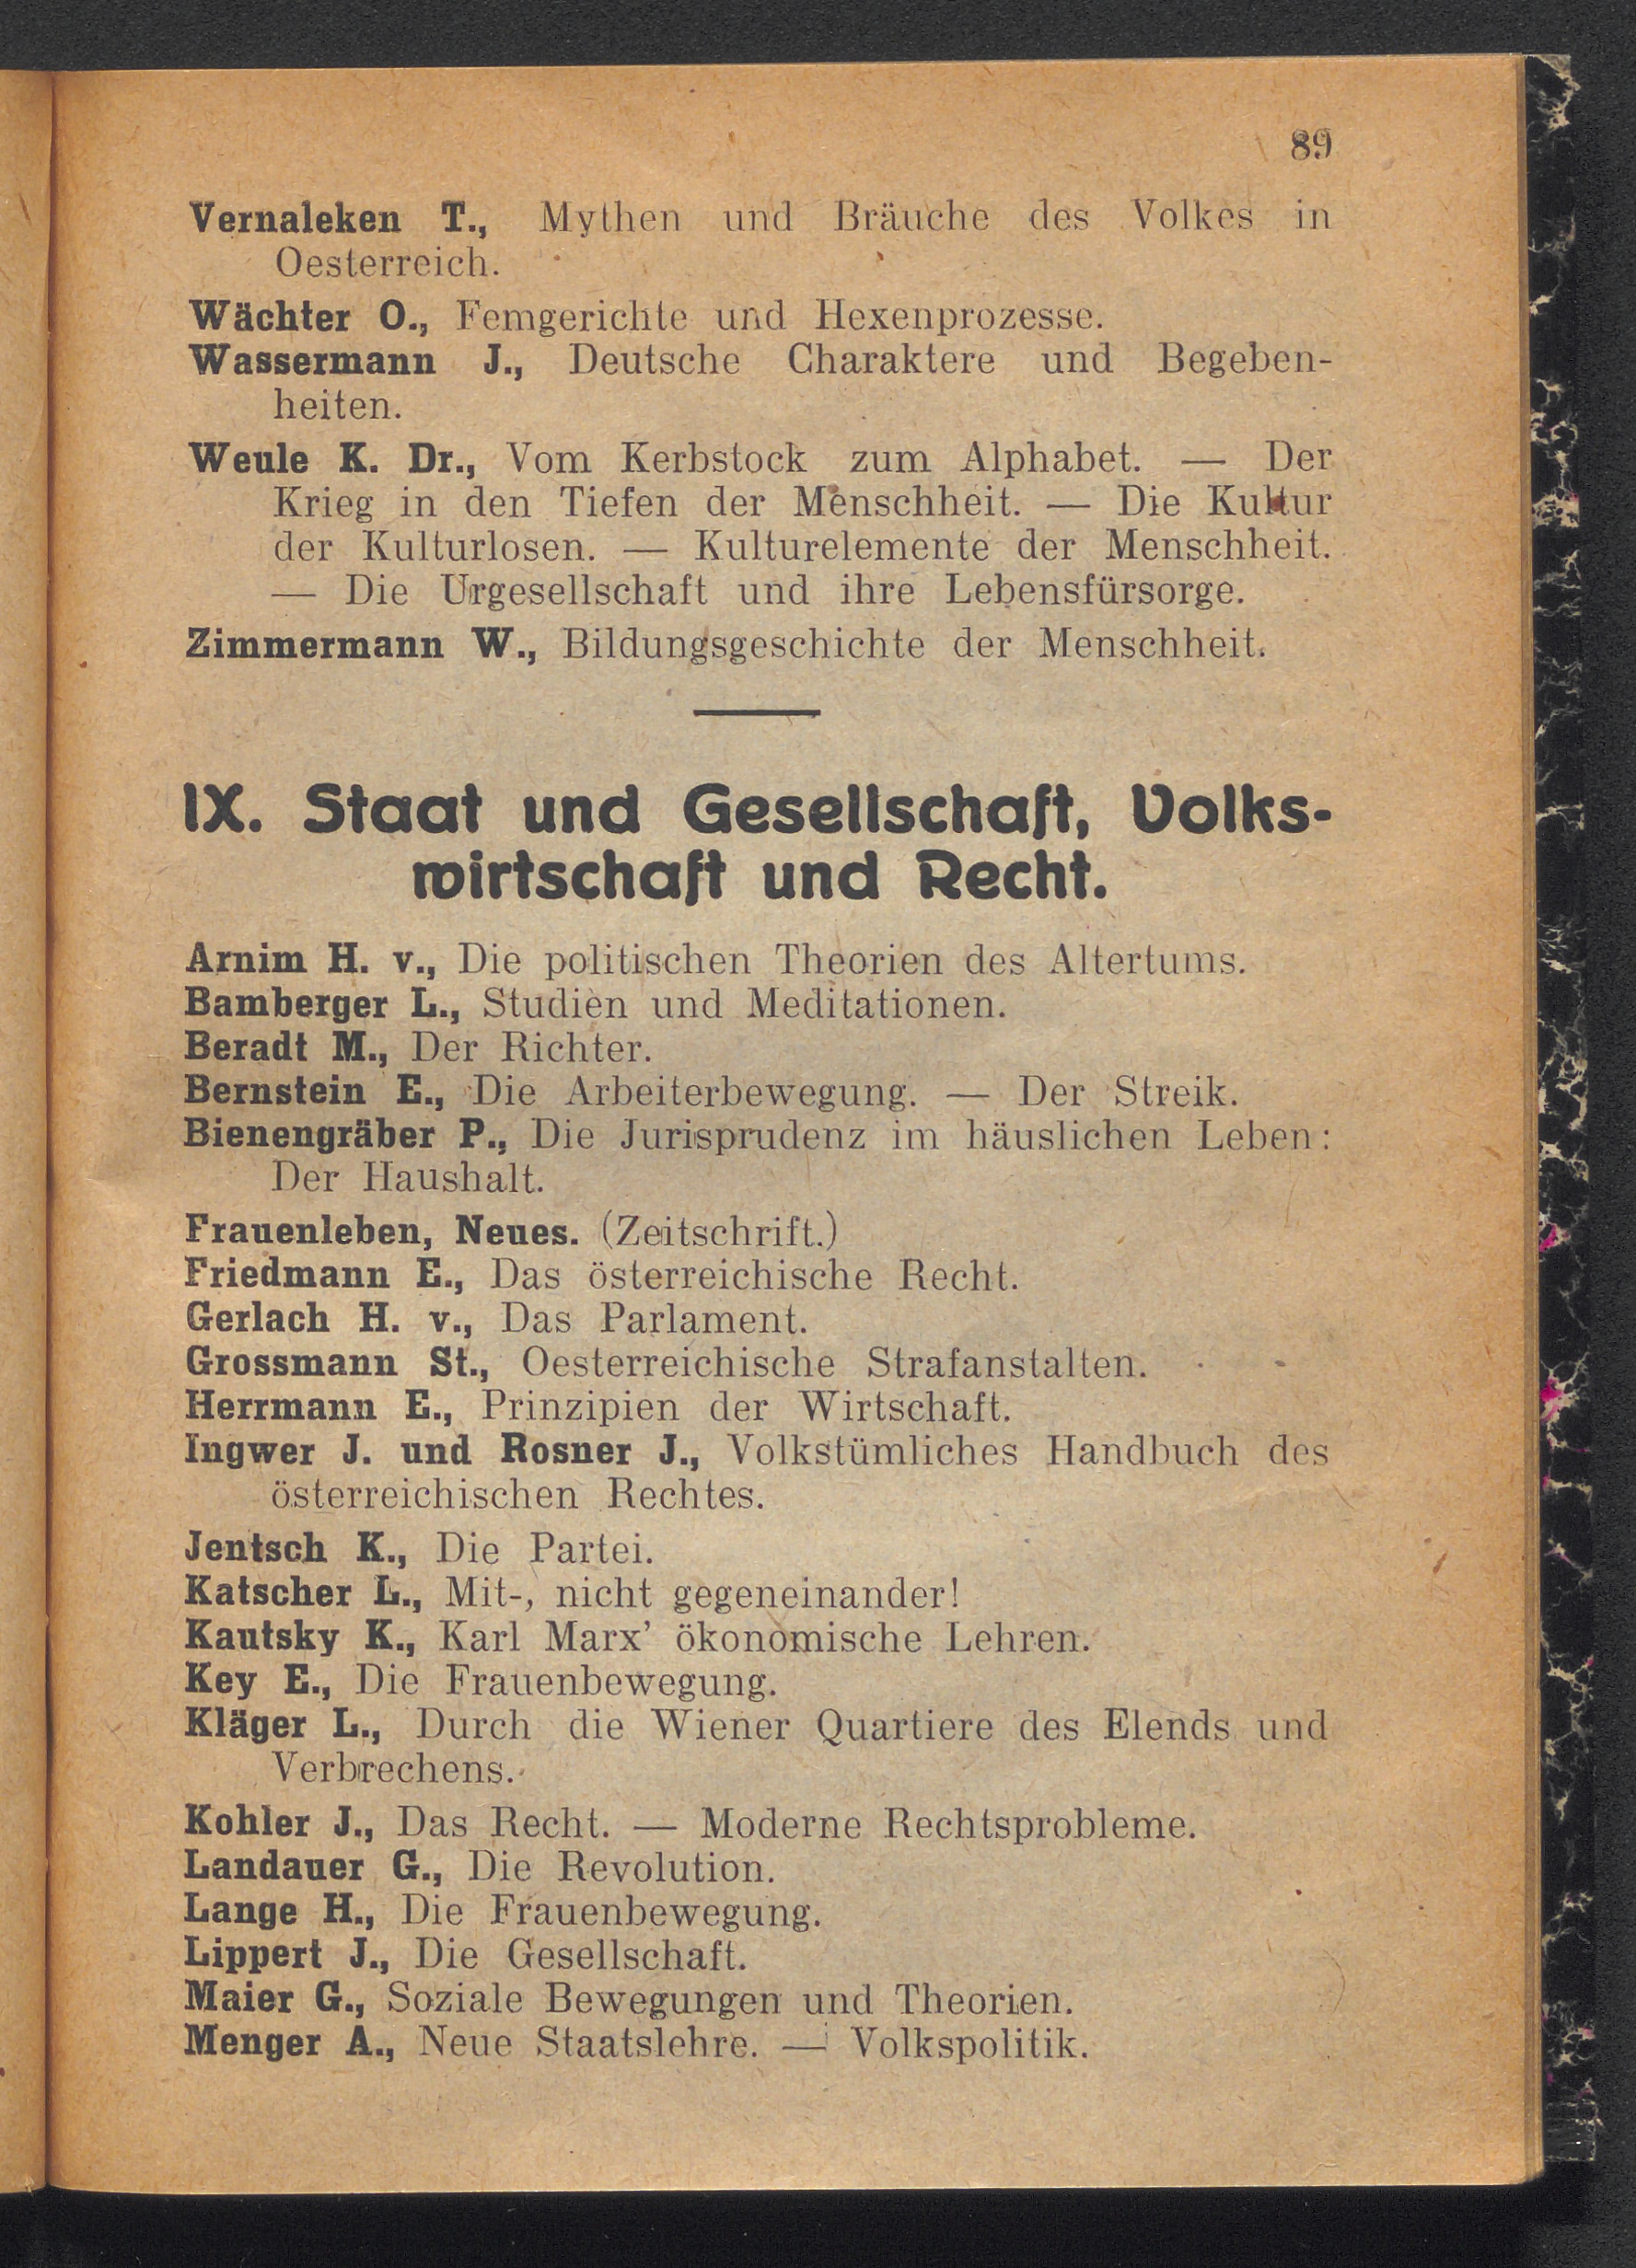 89
Vernaleken T., Mythen und Bräuche des Volkes in
Oesterreich.
Wächter O., Femgerichte und Hexenprozesse.
Wassermann J., Deutsche Charaktere und Begeben-
heiten.
Weule K. Dr., Vom Kerbstock zum Alphabet. — Der
Krieg in den Tiefen der Menschheit. — Die Kultur
der Kulturlosen. — Kulturelemente der Menschheit.
— Die Urgesellschaft und ihre Lebensfürsorge.
Zimmermann W., Bildungsgeschichte der Menschheit.
IX. Staat und Gesellschaft, Volks-
wirtschaft und Recht.
Arnim H. v., Die politischen Theorien des Altertums.
Bamberger L., Studien und Meditationen.
Beradt M., Der Richter.
Bernstein E., Die Arbeiterbewegung. — Der Streik.
Bienengräber P., Die Jurisprudenz im häuslichen Leben:
Der Haushalt.
Frauenleben, Neues. (Zeitschrift.)
Friedmann E., Das österreichische Recht.
Gerlach H. v., Das Parlament.
Grossmann St., Oesterreichische Strafanstalten.
Herrmann E., Prinzipien der Wirtschaft.
Ingwer J. und Rosner J., Volkstümliches Handbuch des
österreichischen Rechtes.
Jentsch K., Die Partei.
Katscher L., Mit-, nicht gegeneinander!
Kautsky K., Karl Marx' ökonomische Lehren.
Key E., Die Frauenbewegung.
Kläger L., Durch die Wiener Quartiere des Elends und
Verbrechens.
Kohler J., Das Recht. — Moderne Rechtsprobleme.
Landauer G., Die Revolution.
Lange H., Die Frauenbewegung.
Lippert J., Die Gesellschaft.
Maier G., Soziale Bewegungen und Theorien.
Menger A., Neue Staatslehre. — Volkspolitik.